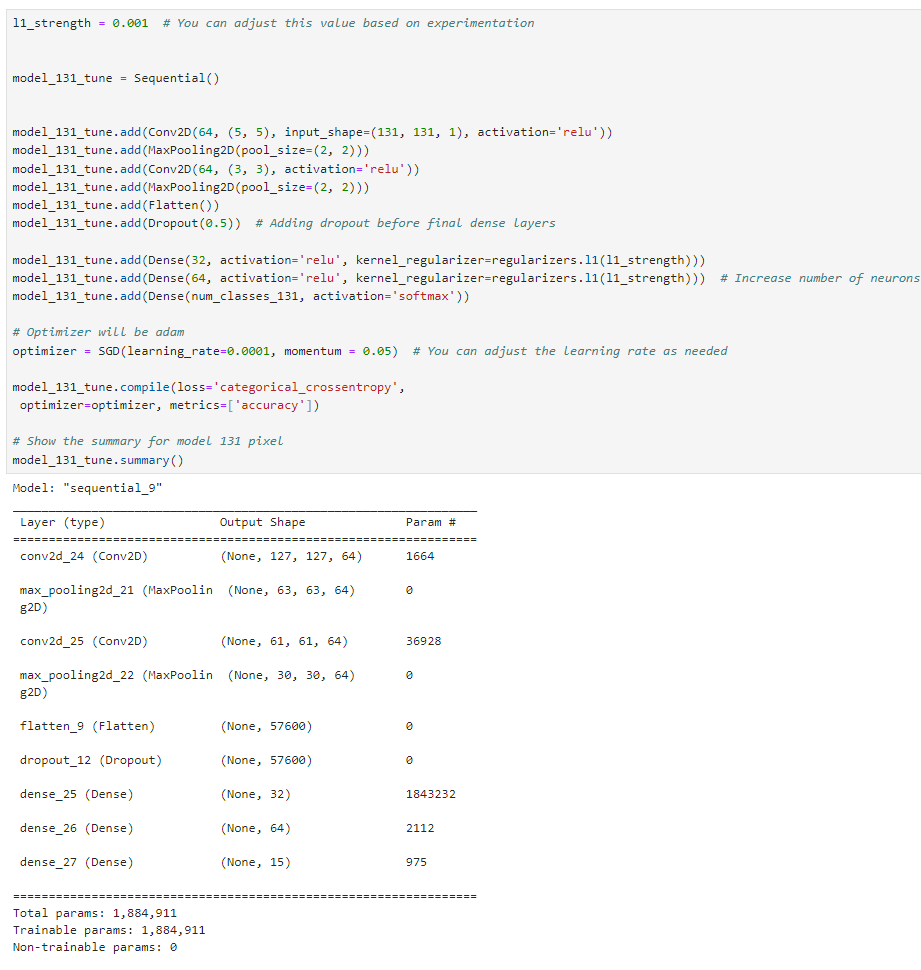 l1_strength = 0.001  # You can adjust this value based on experimentation
model_131_tune = Sequential()
model_131_tune.add(Conv2D(64, (5, 5), input_shape=(131, 131, 1), activation='relu'))
model_131_tune.add(MaxPooling2D(pool_size=(2, 2)))
model_131_tune.add(Conv2D(64, (3, 3), activation='relu'))
model_131_tune.add(MaxPooling2D(pool_size=(2, 2)))
model_131_tune.add(Flatten())
model_131_tune.add(Dropout(0.5))  # Adding dropout before final dense layers
model_131_tune.add(Dense(32, activation='relu', kernel_regularizer=regularizers.l1(l1_strength)))
model_131_tune.add(Dense(64, activation='relu', kernel_regularizer=regularizers.l1(l1_strength)))  # Increase number of neurons
model_131_tune.add(Dense(num_classes_131, activation='softmax'))
# Optimizer will be adam
optimizer = SGD(learning_rate=0.0001, momentum = 0.05)  # You can adjust the learning rate as needed
model_131_tune.compile(loss='categorical_crossentropy',
 optimizer=optimizer, metrics=['accuracy'])
# Show the summary for model 131 pixel
model_131_tune.summary()
Model: "sequential_9"
_________________________________________________________________
 Layer (type)                Output Shape              Param #
=================================================================
 conv2d_24 (Conv2D)          (None, 127, 127, 64)      1664
 max_pooling2d_21 (MaxPoolin  (None, 63, 63, 64)       0
 g2D)
 conv2d_25 (Conv2D)          (None, 61, 61, 64)        36928
 max_pooling2d_22 (MaxPoolin  (None, 30, 30, 64)       0
 g2D)
 flatten_9 (Flatten)         (None, 57600)             0
 dropout_12 (Dropout)        (None, 57600)             0
 dense_25 (Dense)            (None, 32)                1843232
 dense_26 (Dense)            (None, 64)                2112
 dense_27 (Dense)            (None, 15)                975
=================================================================
Total params: 1,884,911
Trainable params: 1,884,911
Non-trainable params: 0